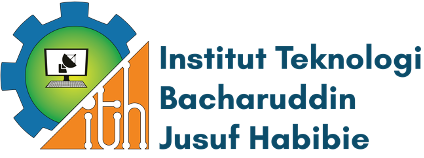 ith
Institut Teknologi
Bacharuddin
Jusuf Habibie